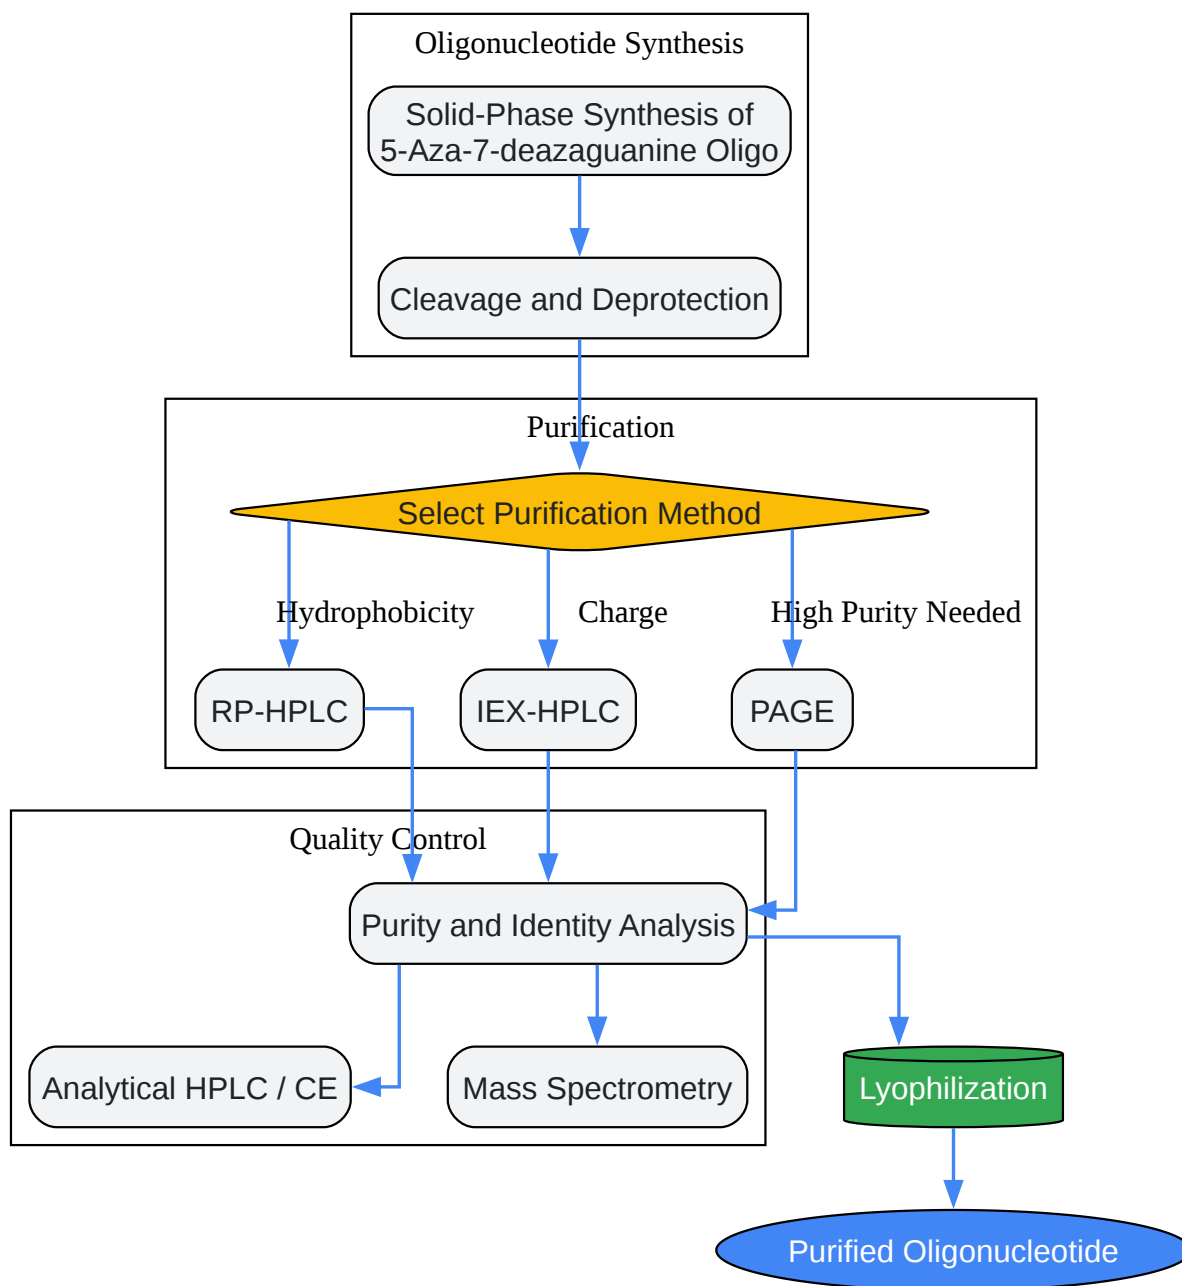 Oligonucleotide Synthesis
Solid-Phase Synthesis of
5-Aza-7-deazaguanine Oligo
Cleavage and Deprotection
Purification
Select Purification Method
Hydrophobicity
Charge
High Purity Needed
RP-HPLC
IEX-HPLC
PAGE
Quality Control
Purity and Identity Analysis
Analytical HPLC / CE
Mass Spectrometry
Lyophilization
Purified Oligonucleotide